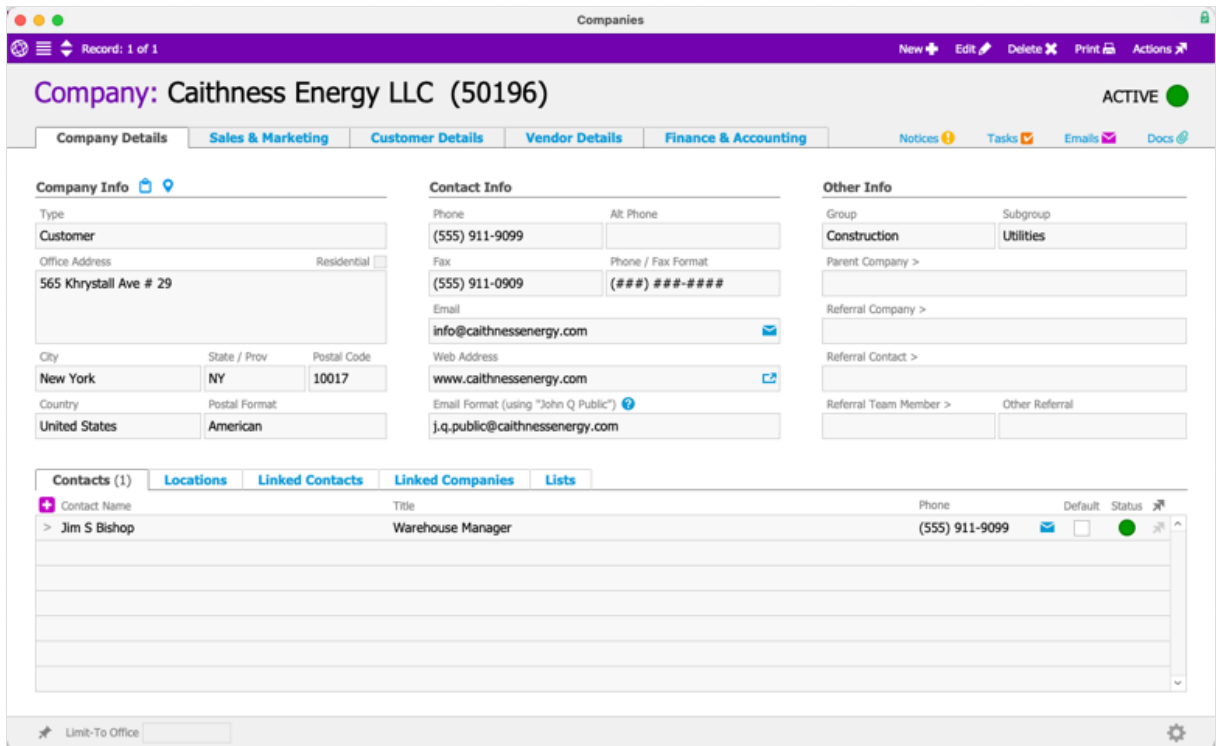 Companies
Record: 1 of 1 New Edit Delete Print Actions
Company: Caithness Energy LLC (50196) ACTIVE
Company Details Sales & Marketing Customer Details Vendor Details Finance & Accounting Notices Tasks Emails Docs
Company Info Contact Info Other Info
Type Phone Alt Phone Group Subgroup
Customer (555) 911-9099 Construction Utilities
Office Address Residential Fax Phone / Fax Format Parent Company >
565 Khrystall Ave # 29 (555) 911-0909 (###) ###-####
Email Referral Company >
info@caithnessenergy.com
City State / Prov Postal Code Web Address Referral Contact >
New York NY 10017 www.caithnessenergy.com
Country Postal Format Email Format (using "John Q Public") ? Referral Team Member > Other Referral
United States American j.q.public@caithnessenergy.com
Contacts (1) Locations Linked Contacts Linked Companies Lists
Contact Name Title Phone Default Status
> Jim S Bishop Warehouse Manager (555) 911-9099
Limit-To Office